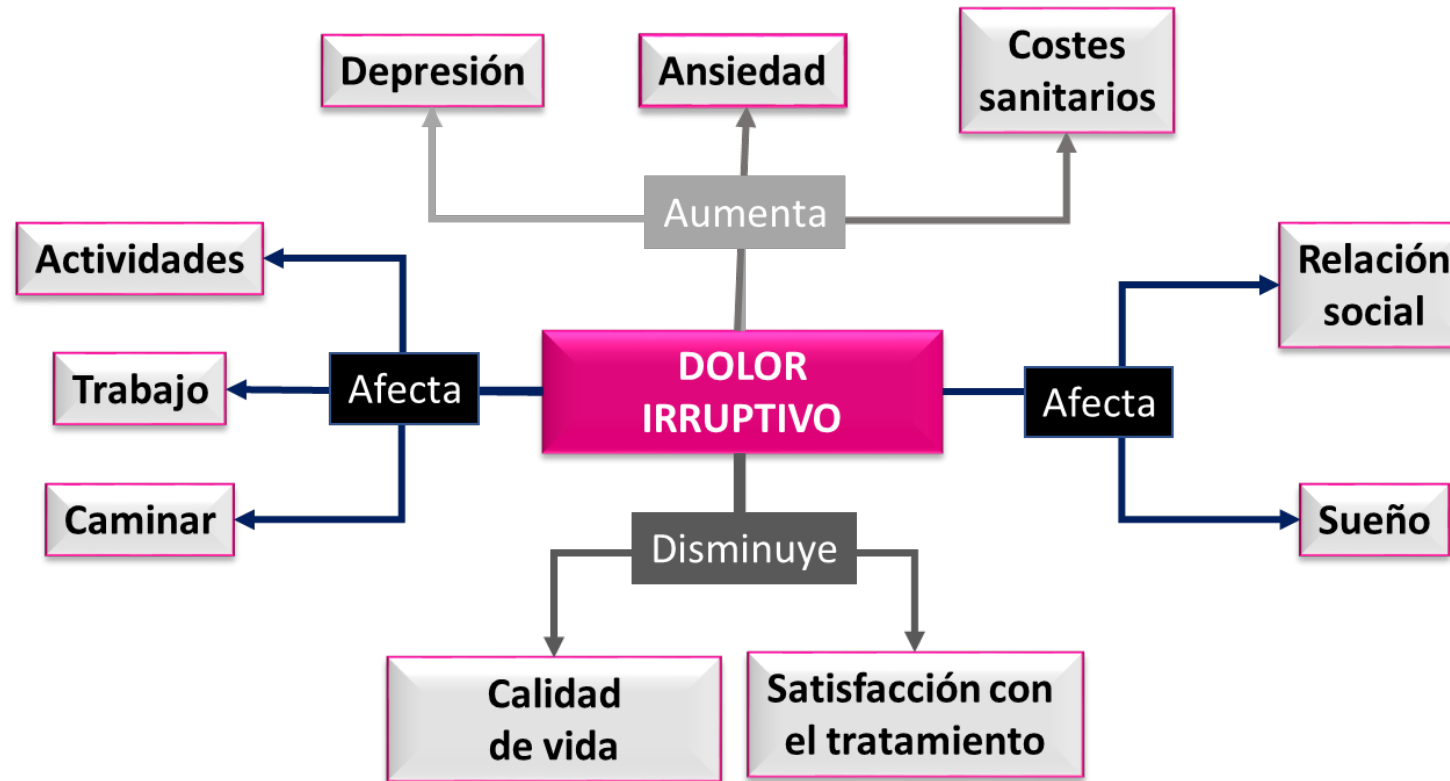 Depresión
Ansiedad
Costes
sanitarios
Aumenta
Actividades
Trabajo
Caminar
Afecta
DOLOR
IRRUPTIVO
Afecta
Relación
social
Sueño
Disminuye
Calidad
de vida
Satisfacción con
el tratamiento